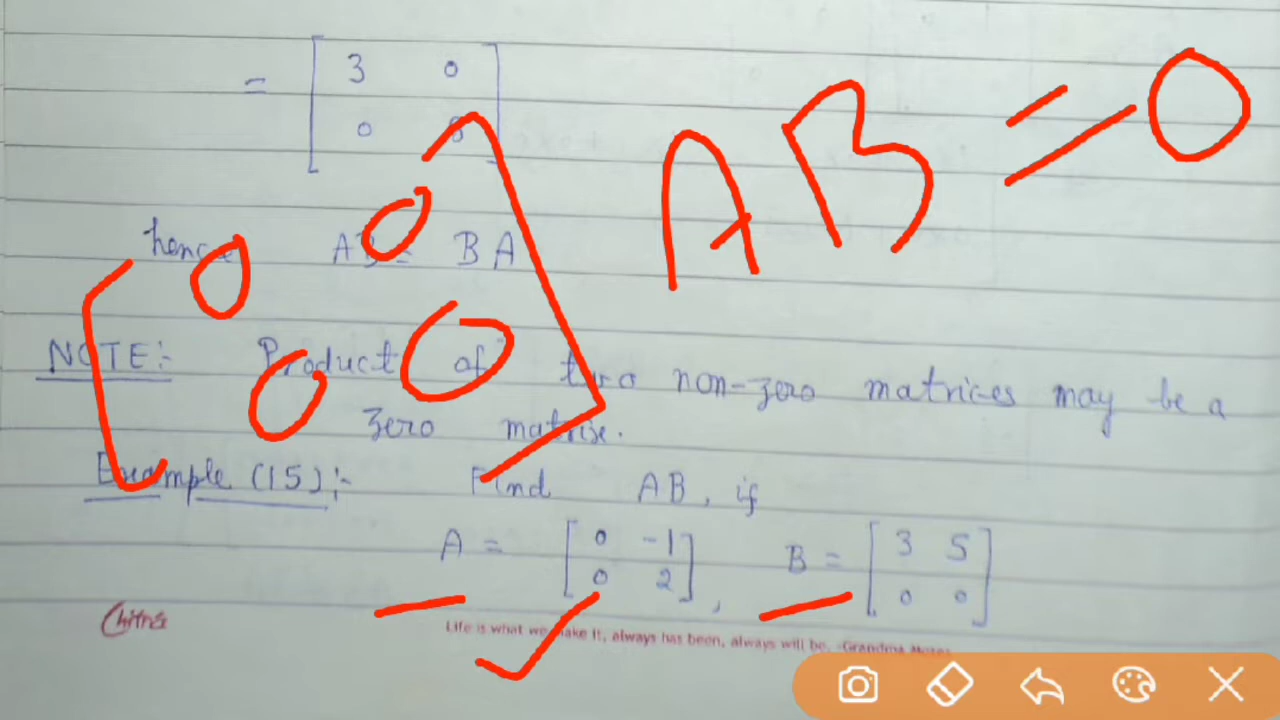 = [ 3 0
0 ]
AB = 0
hence AB = BA
0 0
0 0
NOTE:- Product of two non-zero matrices may be a
zero matrix.
Example (15):- Find AB, if
A = [ 0 -1 B = [ 3 5
0 2 ], 0 0 ]
Chitra
Life is what we make it, always has been, always will be. -Grandma Moses